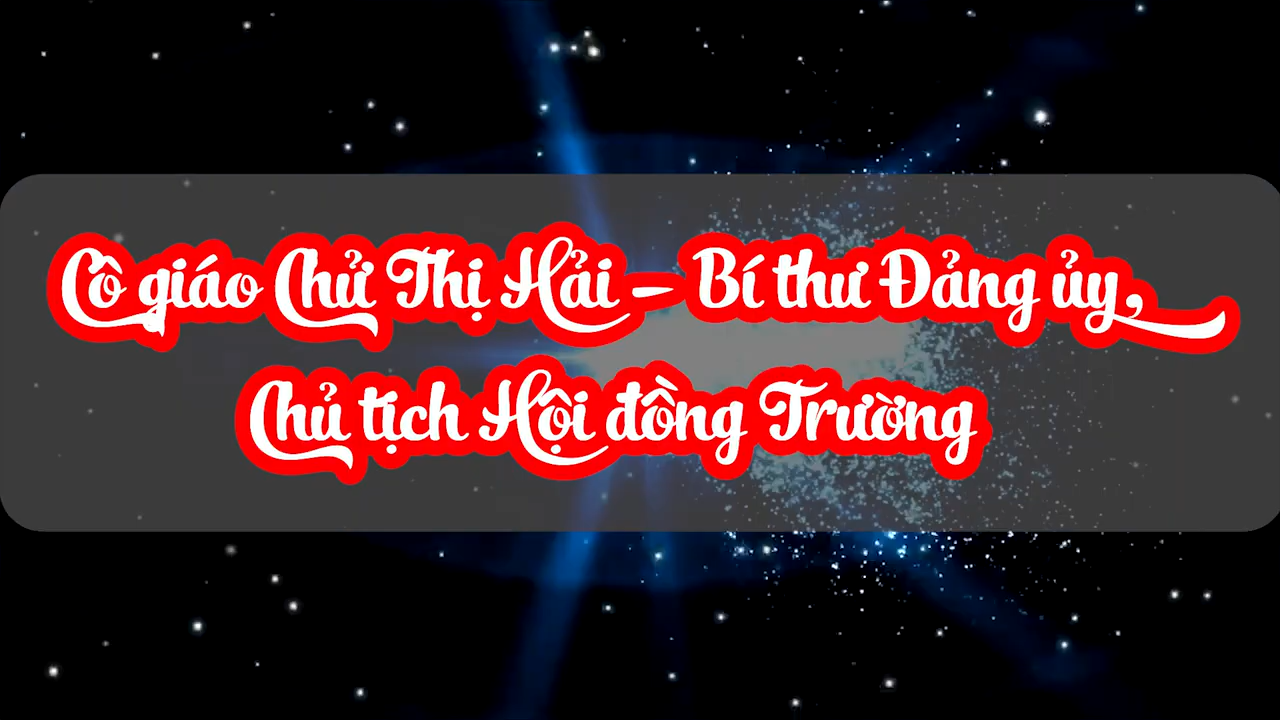 Cô giáo Chử Thị Hải – Bí thư Đảng ủy,
Chủ tịch Hội đồng Trường